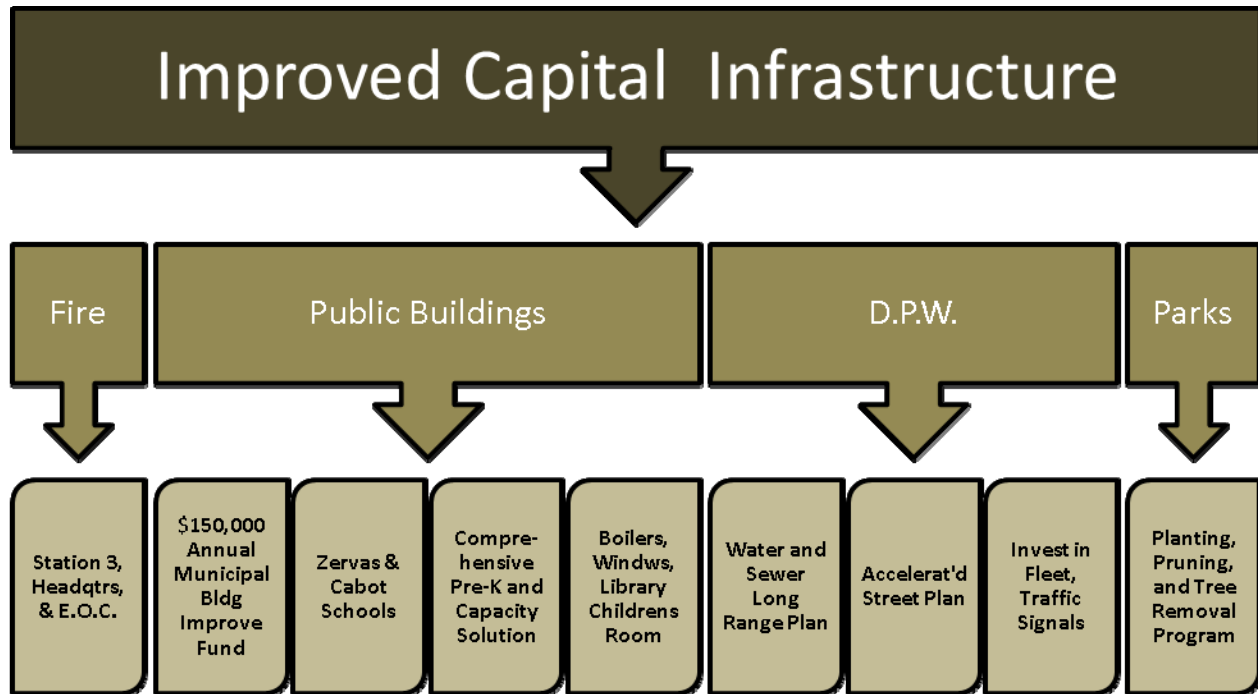 Improved Capital Infrastructure
Fire
Public Buildings
D.P.W.
Parks
Station 3,
Headqtrs,
& E.O.C.
$150,000
Annual
Municipal
Bldg
Improve
Fund
Zervas &
Cabot
Schools
Compre-
hensive
Pre-K and
Capacity
Solution
Boilers,
Windws,
Library
Childrens
Room
Water and
Sewer
Long
Range Plan
Accelerat'd
Street Plan
Invest in
Fleet,
Traffic
Signals
Planting,
Pruning,
and Tree
Removal
Program